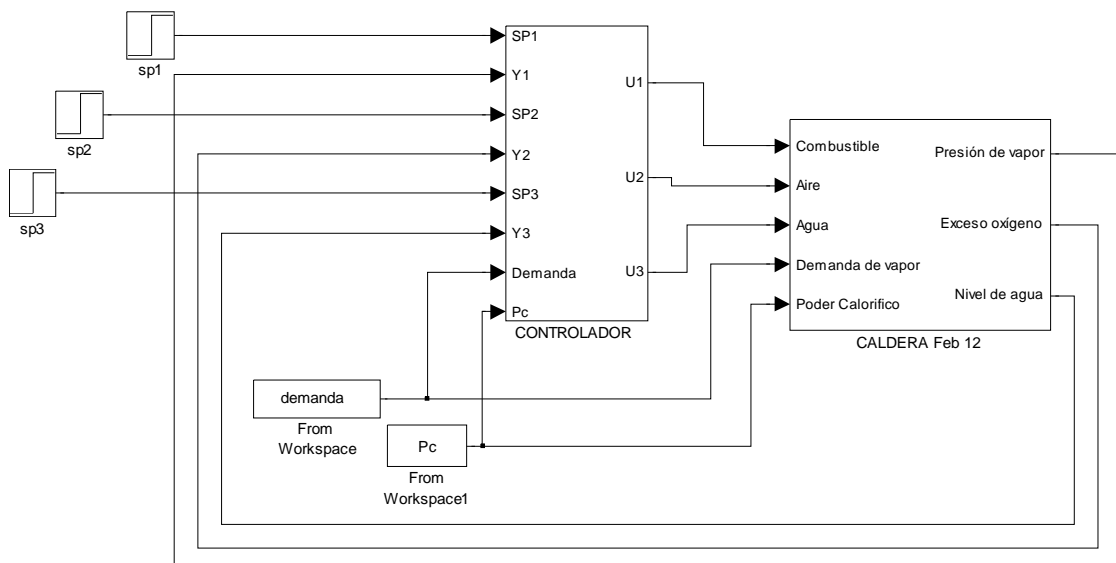 sp1
sp2
sp3
SP1
Y1
SP2
Y2
SP3
Y3
Demanda
Pc
U1
U2
U3
CONTROLADOR
Combustible
Aire
Agua
Demanda de vapor
Poder Calorifico
Presión de vapor
Exceso oxígeno
Nivel de agua
CALDERA Feb 12
demanda
From
Workspace
Pc
From
Workspace1